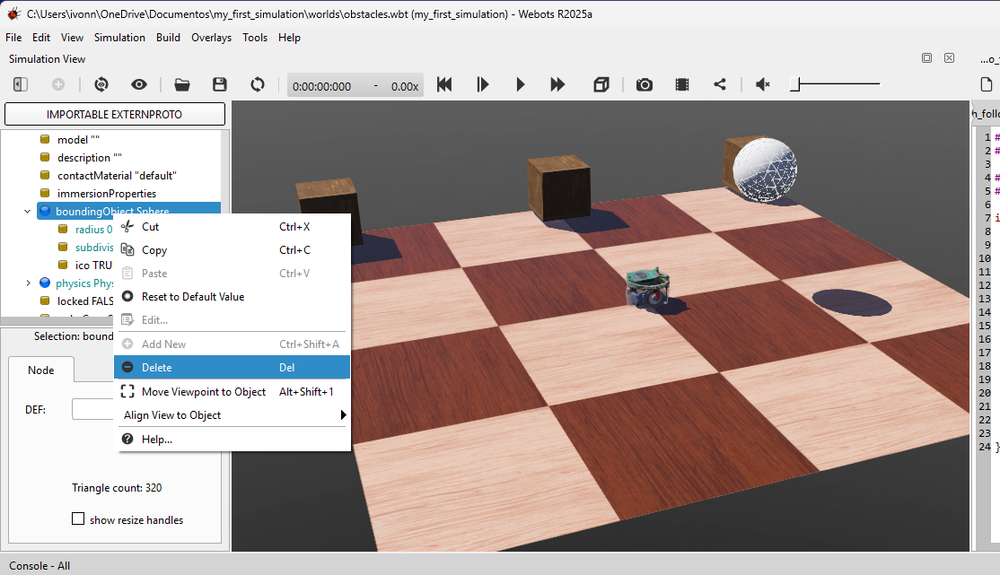 C:\Users\ivonn\OneDrive\Documentos\my_first_simulation\worlds\obstacles.wbt (my_first_simulation) - Webots R2025a
File Edit View Simulation Build Overlays Tools Help
Simulation View
...o_
0:00:00:000 - 0.00x
IMPORTABLE EXTERNPROTO
model ""
description ""
contactMaterial "default"
immersionProperties
boundingObject Sphere
radius 0
subdivis
ico TRU
physics Phys
locked FALS
Selection: bound
Node
DEF:
Triangle count: 320
show resize handles
Cut Ctrl+X
Copy Ctrl+C
Paste Ctrl+V
Reset to Default Value
Edit...
Add New Ctrl+Shift+A
Delete Del
Move Viewpoint to Object Alt+Shift+1
Align View to Object
Help...
h_follo
1 #
2 #
3
4 #
5 #
6
7 i
8
9
10
11
12
13
14
15
16
17
18
19
20
21
22
23
24 }
Console - All